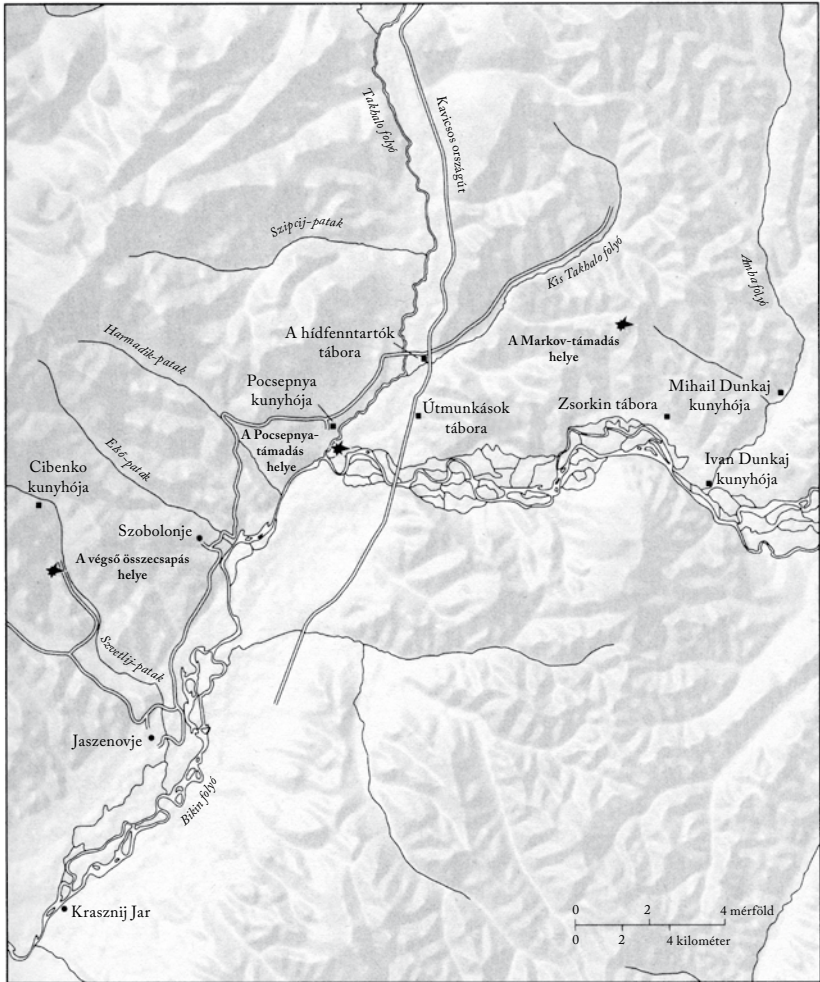 Takhalo folyó
Kavicsos országút
Szipcij-patak
Kis Takhalo folyó
Amba folyó
Harmadik-patak
A hídfenntartók
tábora
A Markov-támadás
helye
Pocsepnya
kunyhója
Mihail Dunkaj
kunyhója
Útmunkások
tábora
Zsorkin tábora
A Pocsepnya-
támadás
helye
Első-patak
Cibenko
kunyhója
Ivan Dunkaj
kunyhója
Szobolonje
A végső összecsapás
helye
Szvetlij-patak
Jaszenovje
Bikin folyó
Krasznij Jar
0 2 4 mérföld
0 2 4 kilométer